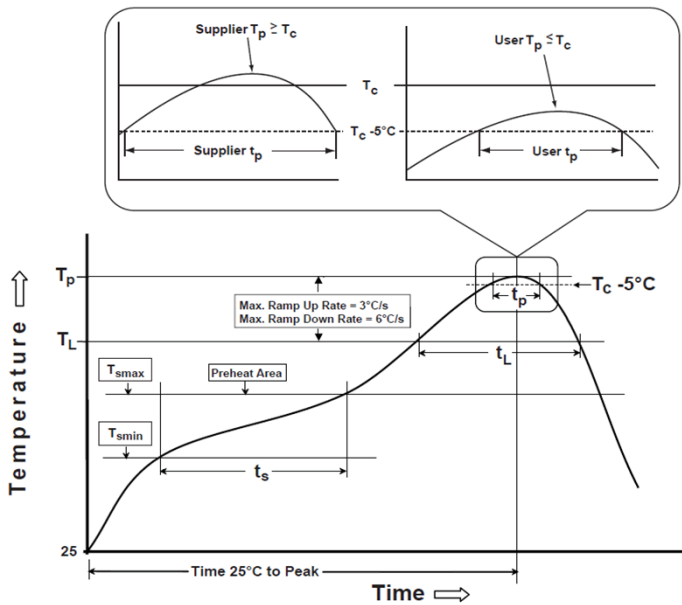 Supplier Tp ≥ Tc
User Tp ≤ Tc
Tc
Tc -5°C
Supplier tp
User tp
Tp
Tc -5°C
tp
Max. Ramp Up Rate = 3°C/s
Max. Ramp Down Rate = 6°C/s
TL
tL
Tsmax
Preheat Area
Tsmin
ts
Temperature
25
Time 25°C to Peak
Time